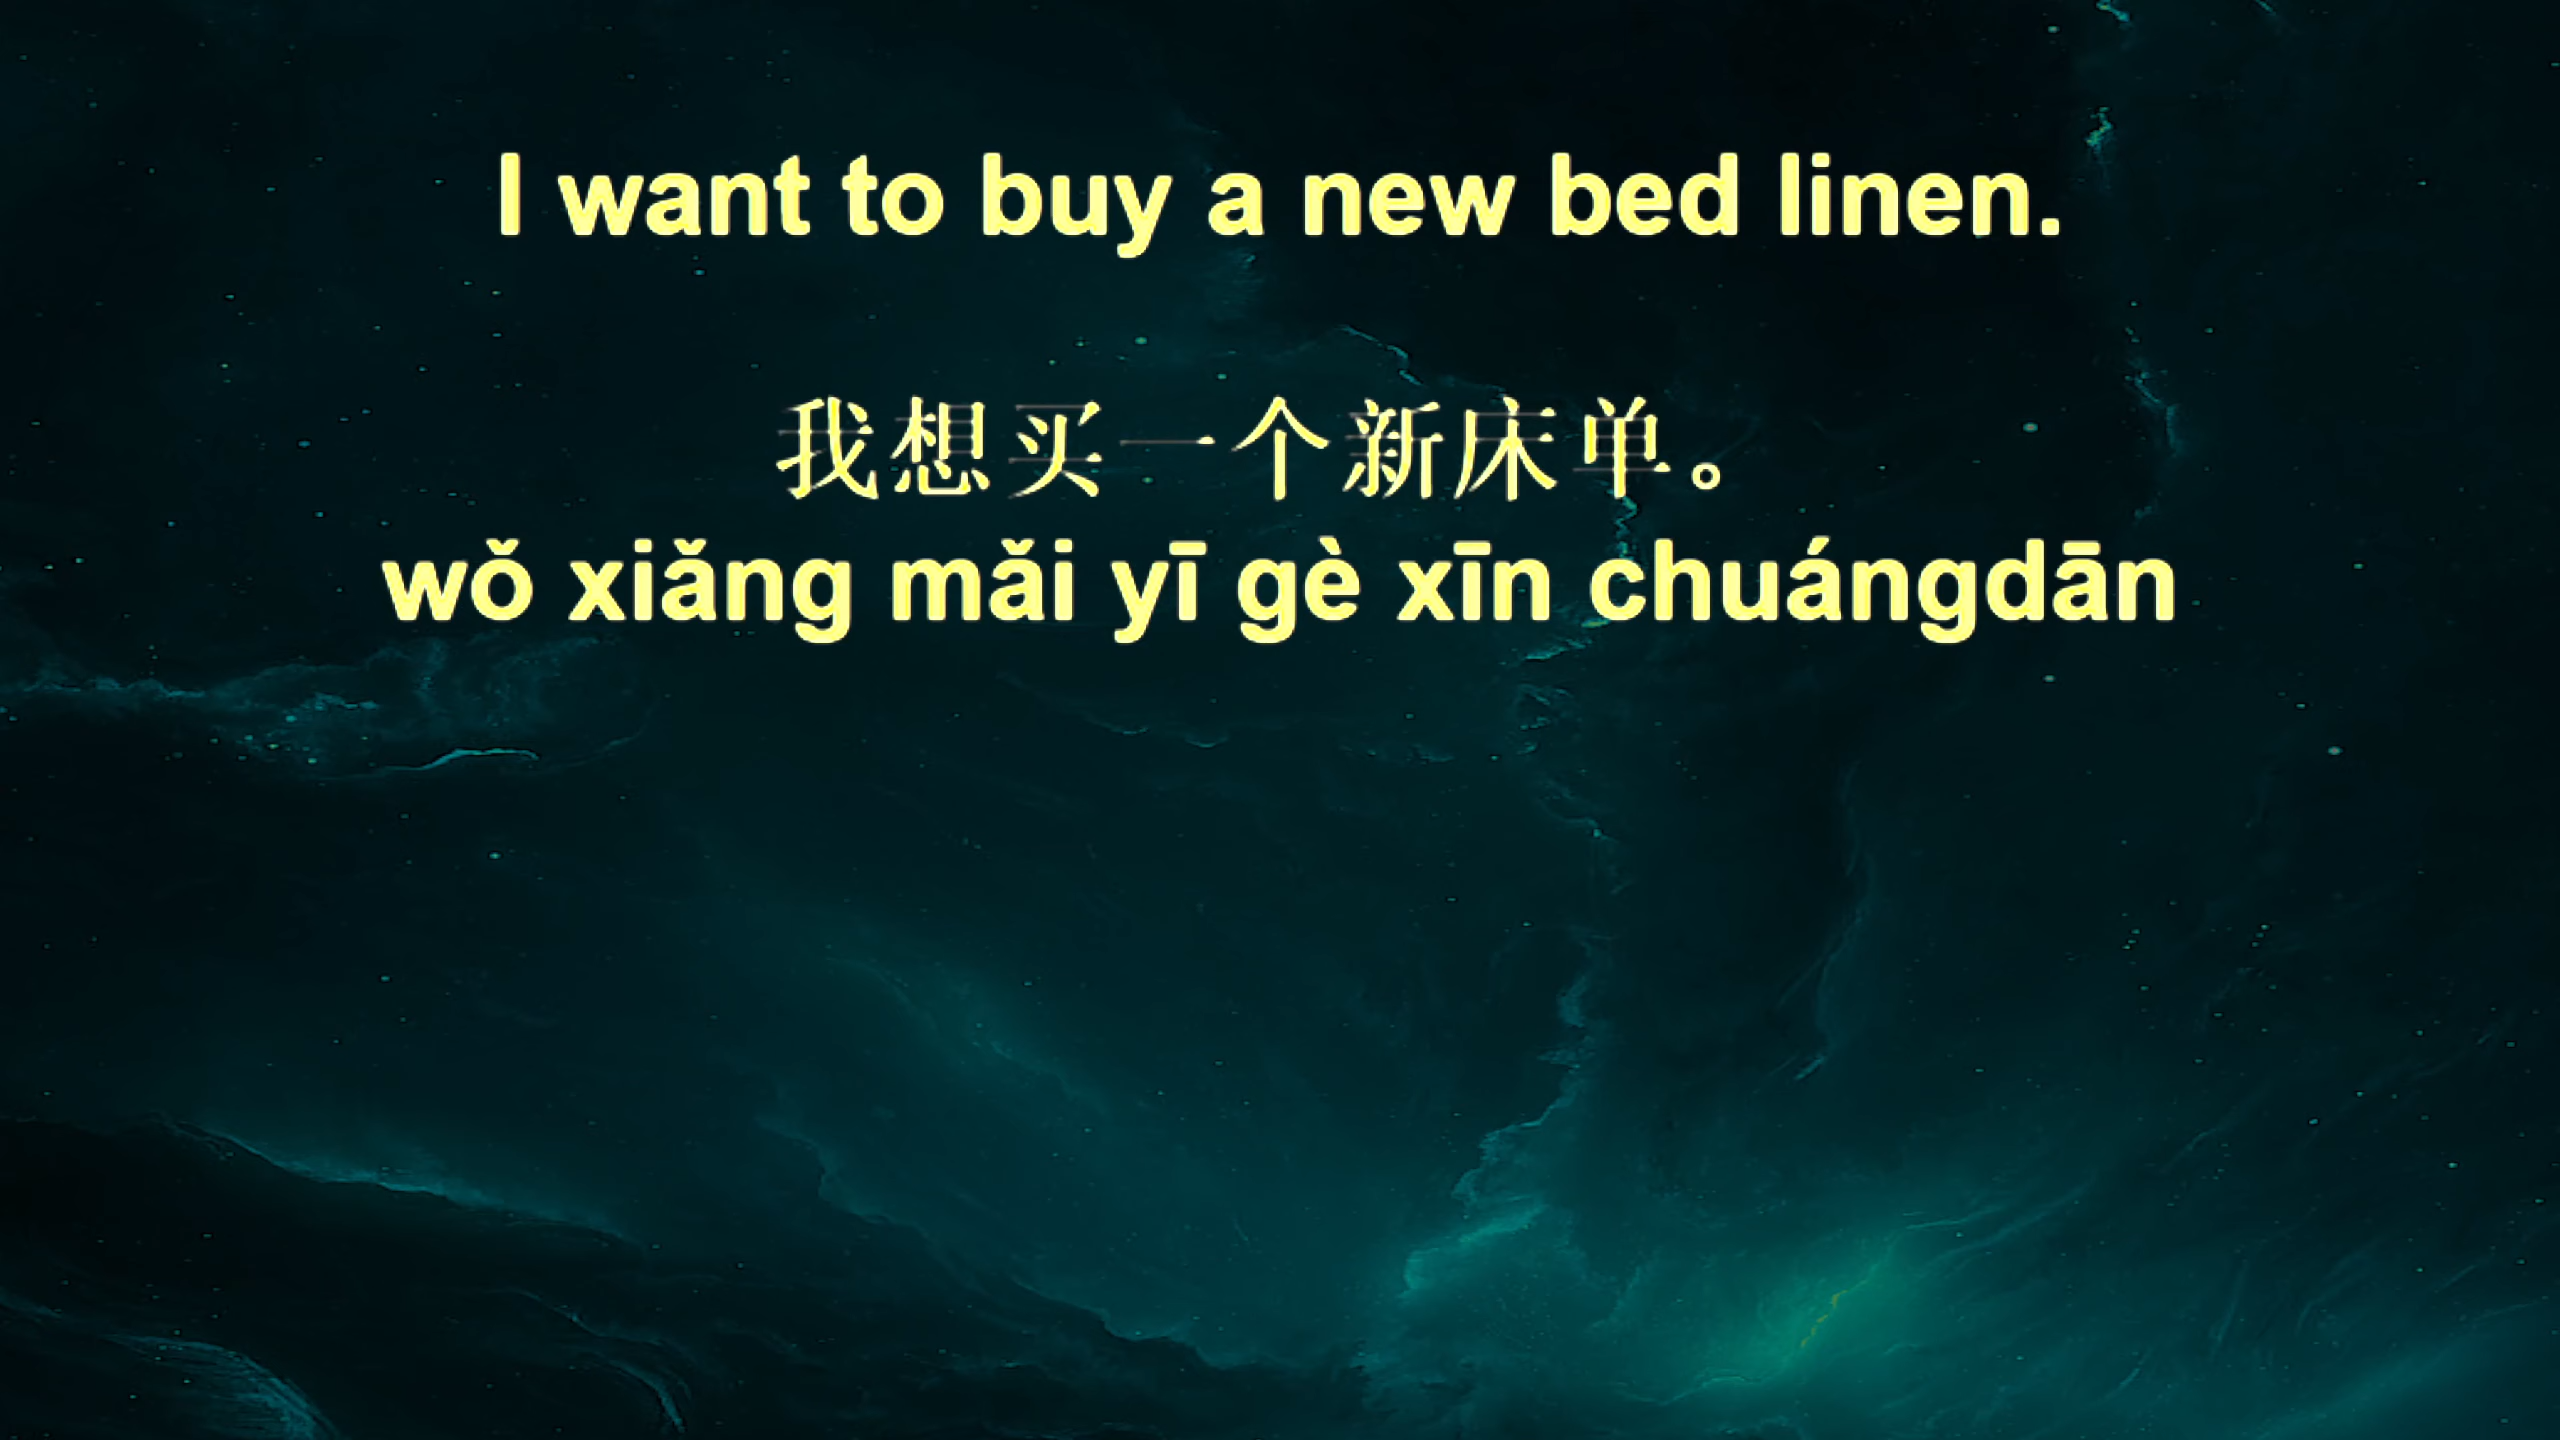 I want to buy a new bed linen.
我想买一个新床单。
wǒ xiǎng mǎi yī gè xīn chuángdān